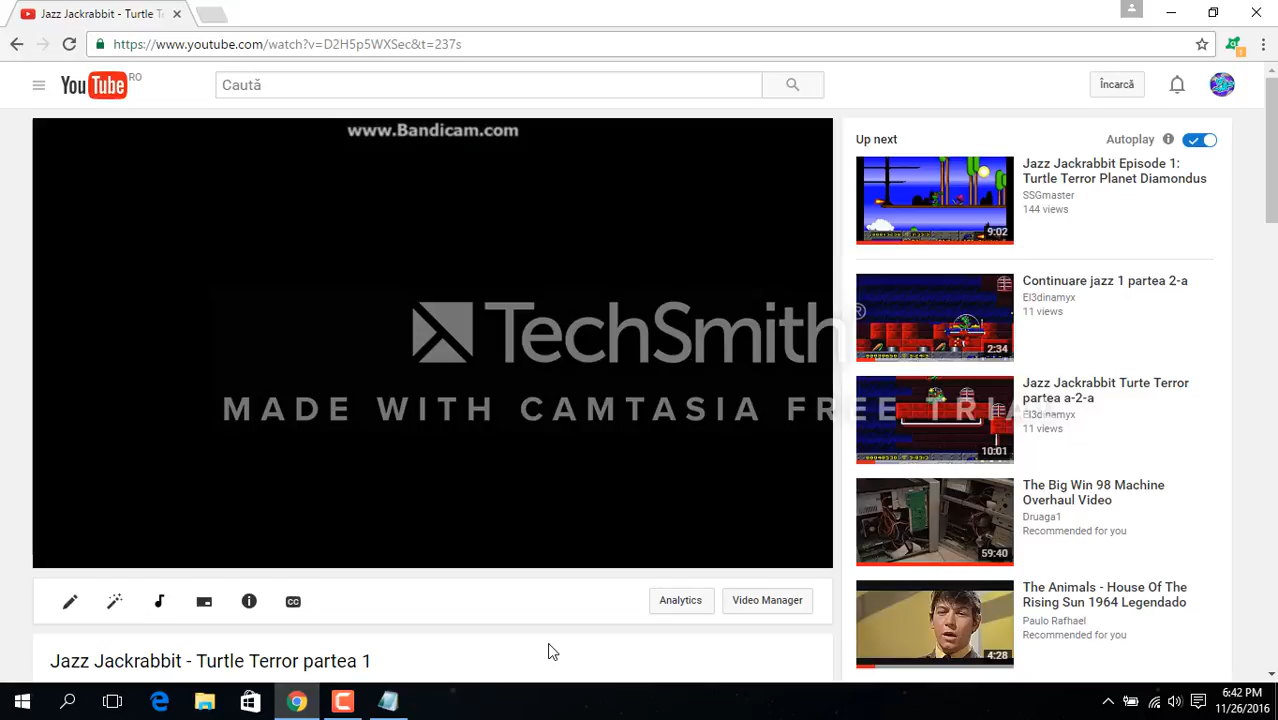 Jazz Jackrabbit - Turtle T
https://www.youtube.com/watch?v=D2H5p5WXSec&t=237s
YouTube RO
Caută
Încarcă
www.Bandicam.com
TechSmith®
MADE WITH CAMTASIA FREE TRIAL
Analytics
Video Manager
Jazz Jackrabbit - Turtle Terror partea 1
Up next
Autoplay
Jazz Jackrabbit Episode 1:
Turtle Terror Planet Diamondus
SSGmaster
144 views
9:02
Continuare jazz 1 partea 2-a
El3dinamyx
11 views
2:34
Jazz Jackrabbit Turte Terror
partea a-2-a
El3dinamyx
11 views
10:01
The Big Win 98 Machine
Overhaul Video
Druaga1
Recommended for you
59:40
The Animals - House Of The
Rising Sun 1964 Legendado
Paulo Rafhael
Recommended for you
4:28
6:42 PM
11/26/2016